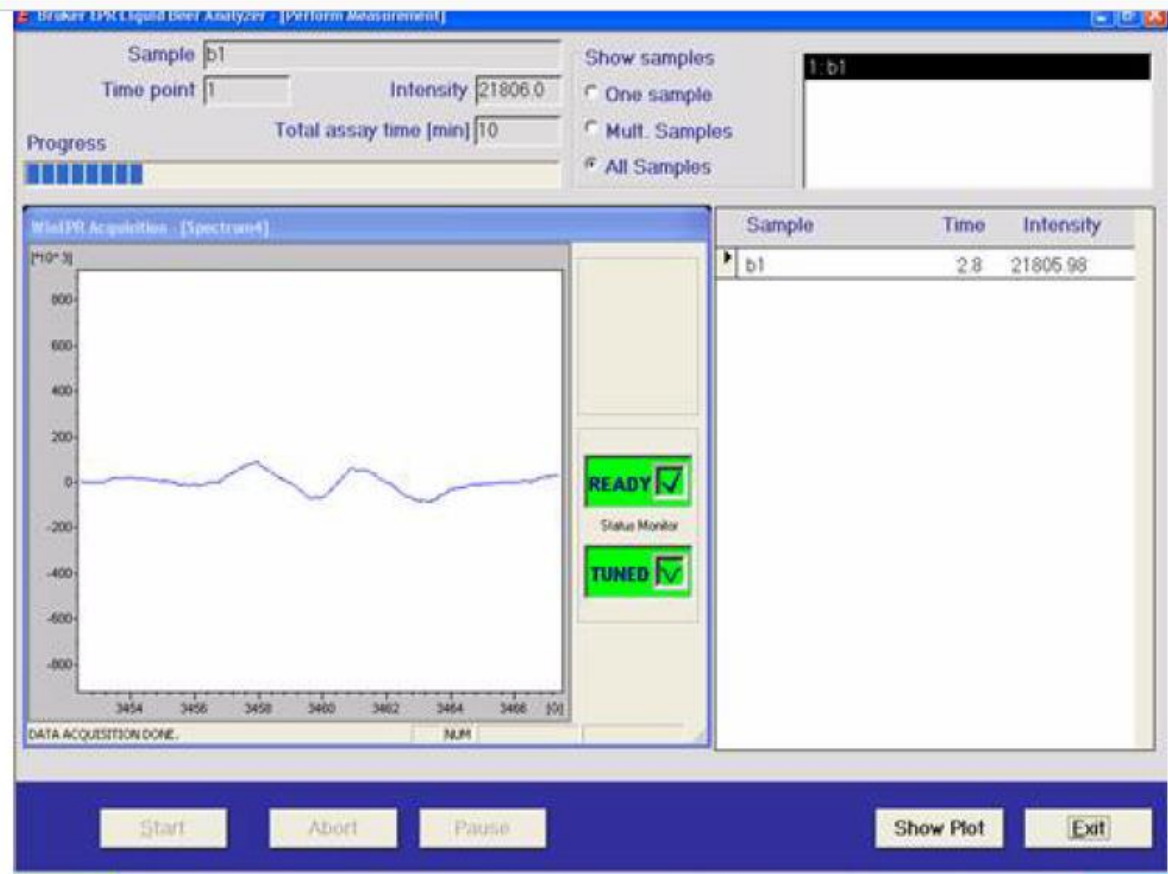 Bruker EPR Liquid Beer Analyzer - [Perform Measurement]
Sample b1
Time point 1 Intensity 21806.0
Total assay time [min] 10
Progress
Show samples
One sample
Mult. Samples
All Samples
1:b1
WinEPR Acquisition - [Spectrum4]
[*10^3]
800
600
400
200
0
-200
-400
-600
-800
3454 3456 3458 3460 3462 3464 3466 [G]
DATA ACQUISITION DONE. NUM
READY
Status Monitor
TUNED
Sample Time Intensity
b1 2.8 21805.98
Start Abort Pause Show Plot Exit